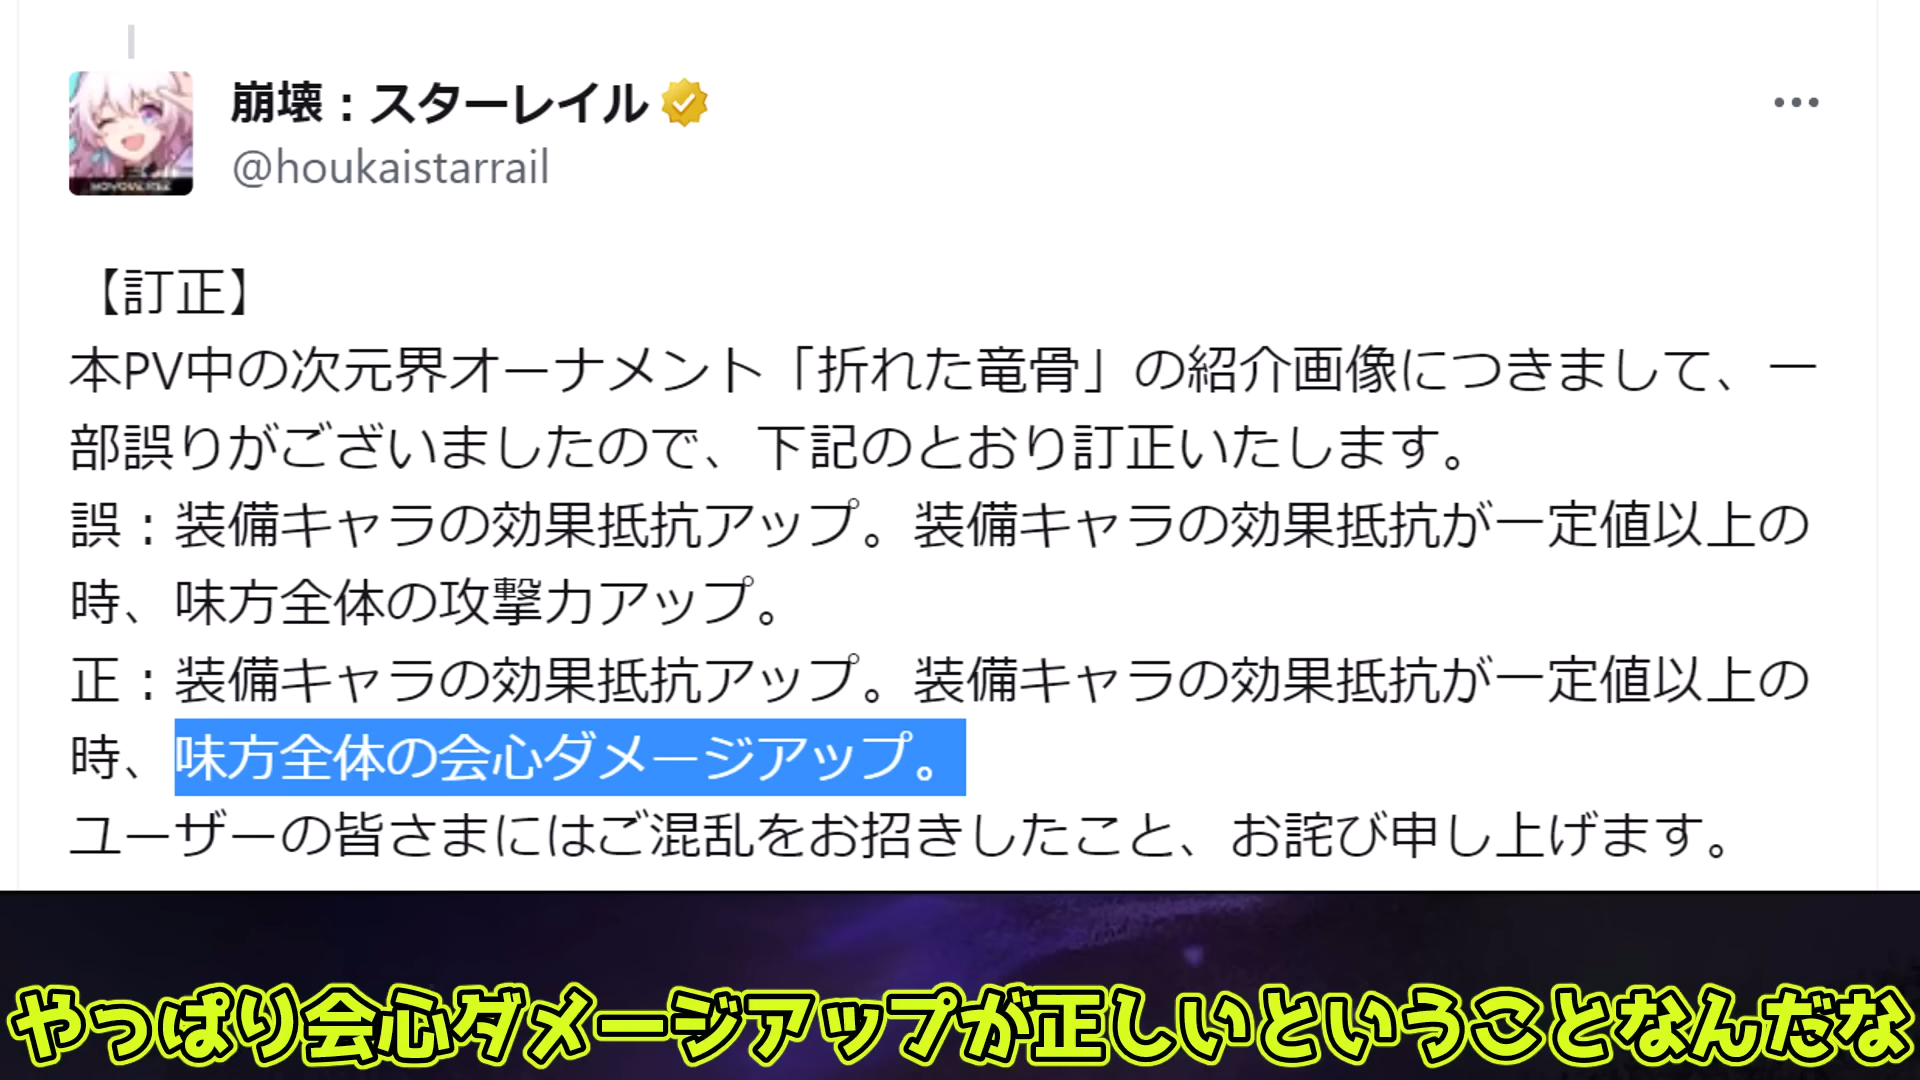 崩壊：スターレイル
@houkaistarrail
【訂正】
本PV中の次元界オーナメント「折れた竜骨」の紹介画像につきまして、一
部誤りがございましたので、下記のとおり訂正いたします。
誤：装備キャラの効果抵抗アップ。装備キャラの効果抵抗が一定値以上の
時、味方全体の攻撃力アップ。
正：装備キャラの効果抵抗アップ。装備キャラの効果抵抗が一定値以上の
時、味方全体の会心ダメージアップ。
ユーザーの皆さまにはご混乱をお招きしたこと、お詫び申し上げます。
やっぱり会心ダメージアップが正しいということなんだな